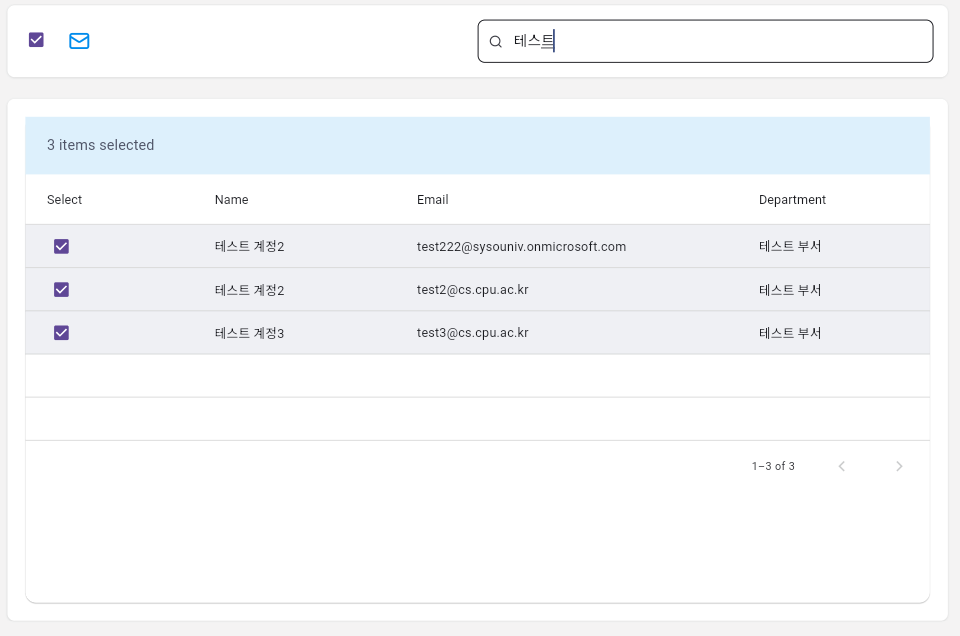 테스트
3 items selected
Select Name Email Department
테스트 계정2 test222@sysouniv.onmicrosoft.com 테스트 부서
테스트 계정2 test2@cs.cpu.ac.kr 테스트 부서
테스트 계정3 test3@cs.cpu.ac.kr 테스트 부서
1–3 of 3